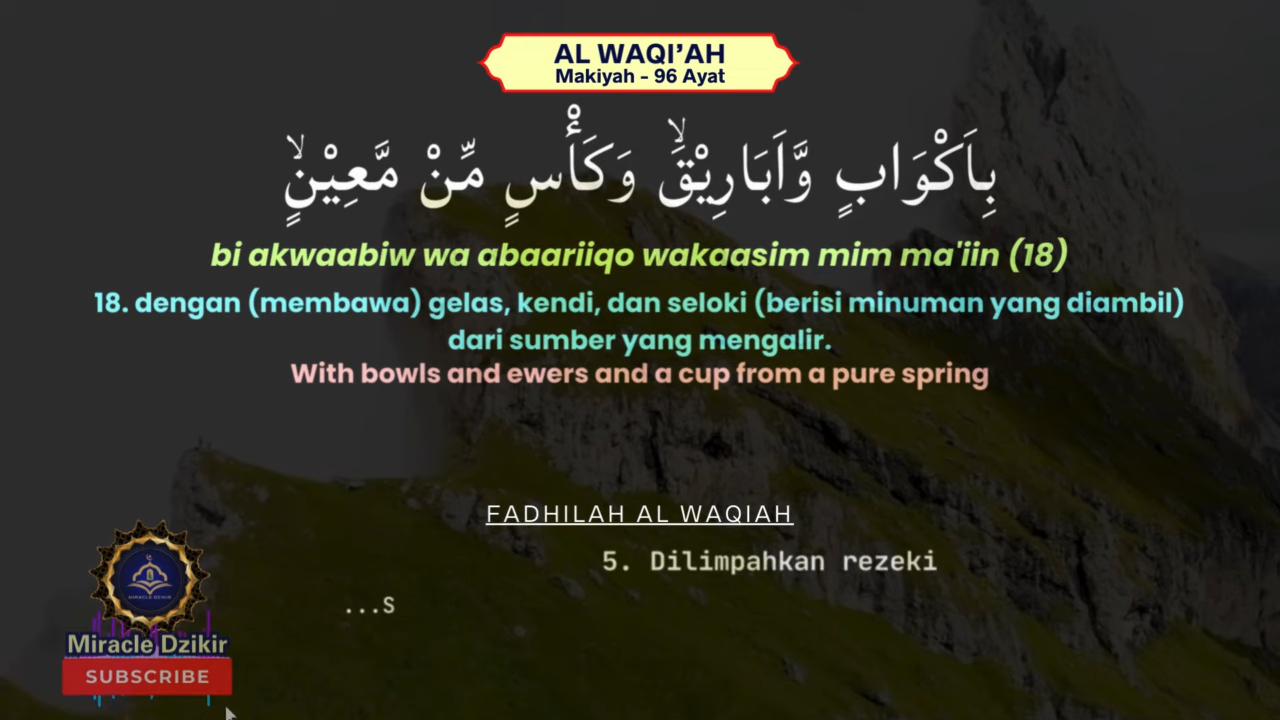 AL WAQI'AH
Makiyah - 96 Ayat
بِاَكْوَابٍ وَّاَبَارِيْقَۙ وَكَأْسٍ مِّنْ مَّعِيْنٍۙ
bi akwaabiw wa abaariiqo wakaasim mim ma'iin (18)
18. dengan (membawa) gelas, kendi, dan seloki (berisi minuman yang diambil)
dari sumber yang mengalir.
With bowls and ewers and a cup from a pure spring
FADHILAH AL WAQIAH
5. Dilimpahkan rezeki
...S
MIRACLE DZIKIR
Miracle Dzikir
SUBSCRIBE